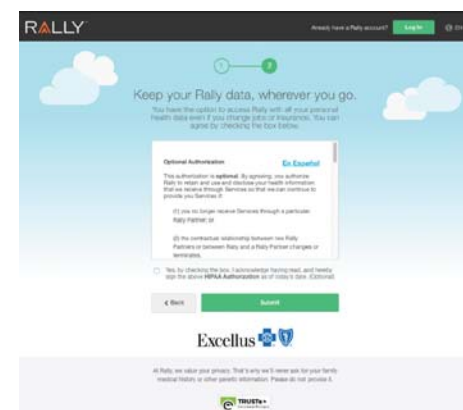 RALLY
Already have a Rally account?
Log In
1
2
Keep your Rally data, wherever you go.
You have the option to access Rally with all your personal
health data even if you change jobs or insurance. You can
agree by checking the box below.
Optional Authorization
En Español
This authorization is optional. By agreeing, you authorize
Rally to retain and use and disclose your health information
that we receive through Services so that we can continue to
provide you Services if:
(1) you no longer receive Services through a particular
Rally Partner; or
(2) the contractual relationship between two Rally
Partners or between Rally and a Rally Partner changes or
terminates.
Yes, by checking the box, I acknowledge having read, and hereby
sign the above HIPAA Authorization as of today's date. (Optional)
< Back
Submit
Excellus
At Rally, we value your privacy. That's why we'll never ask for your family
medical history or other genetic information. Please do not provide it.
TRUSTe